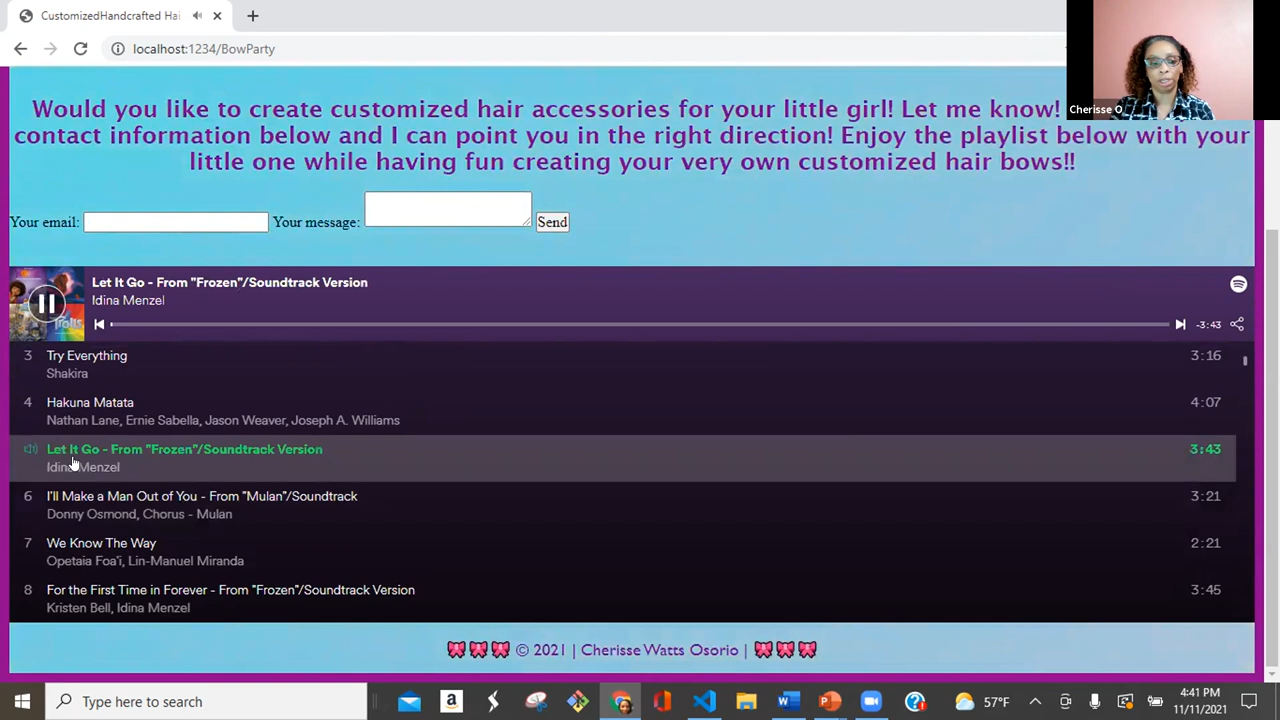 CustomizedHandcrafted Hai
localhost:1234/BowParty
Cherisse O
Would you like to create customized hair accessories for your little girl! Let me know!
contact information below and I can point you in the right direction! Enjoy the playlist below with your
little one while having fun creating your very own customized hair bows!!
Your email: Your message: Send
Let It Go - From "Frozen"/Soundtrack Version
Idina Menzel
Trolls
-3:43
3 Try Everything 3:16
Shakira
4 Hakuna Matata 4:07
Nathan Lane, Ernie Sabella, Jason Weaver, Joseph A. Williams
Let It Go - From "Frozen"/Soundtrack Version 3:43
Idina Menzel
6 I'll Make a Man Out of You - From "Mulan"/Soundtrack 3:21
Donny Osmond, Chorus - Mulan
7 We Know The Way 2:21
Opetaia Foa'i, Lin-Manuel Miranda
8 For the First Time in Forever - From "Frozen"/Soundtrack Version 3:45
Kristen Bell, Idina Menzel
© 2021 | Cherisse Watts Osorio |
Type here to search
57°F
4:41 PM
11/11/2021